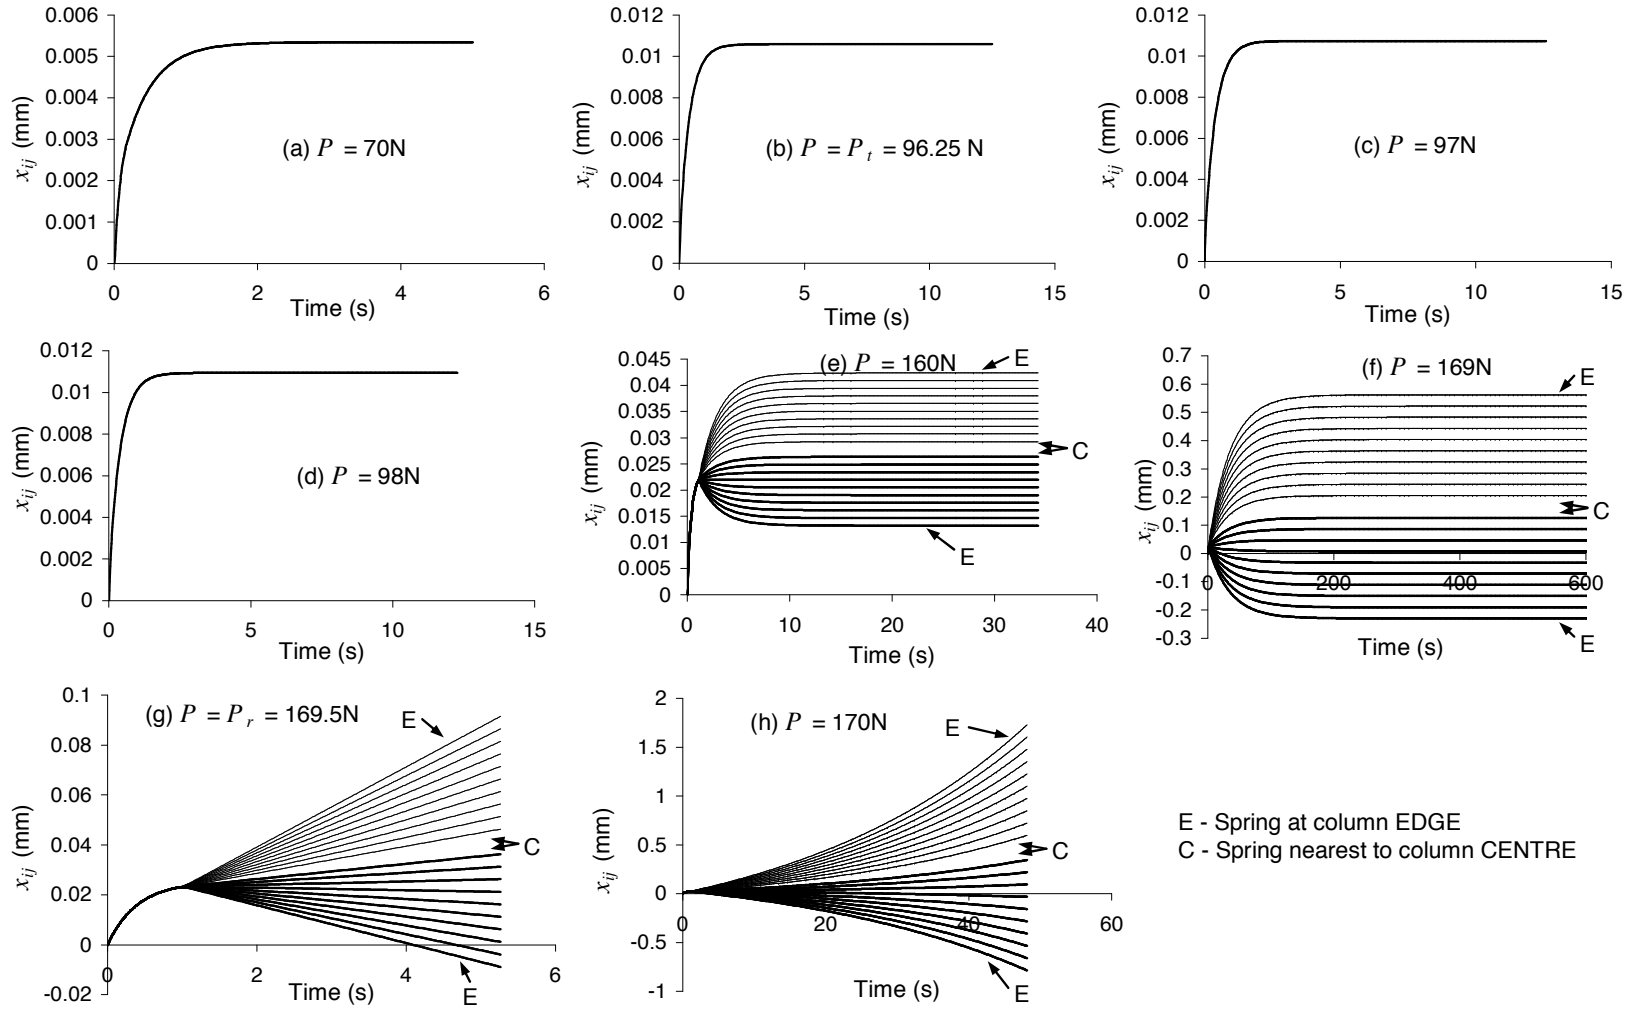 0.006
0.005
0.004
0.003
0.002
0.001
0
x_ij (mm)
(a) P = 70N
0 2 4 6
Time (s)
0.012
0.01
0.008
0.006
0.004
0.002
0
x_ij (mm)
(b) P = P_t = 96.25 N
0 5 10 15
Time (s)
0.012
0.01
0.008
0.006
0.004
0.002
0
x_ij (mm)
(c) P = 97N
0 5 10 15
Time (s)
0.012
0.01
0.008
0.006
0.004
0.002
0
x_ij (mm)
(d) P = 98N
0 5 10 15
Time (s)
0.045
0.04
0.035
0.03
0.025
0.02
0.015
0.01
0.005
0
x_ij (mm)
(e) P = 160N
E
C
E
0 10 20 30 40
Time (s)
0.7
0.6
0.5
0.4
0.3
0.2
0.1
0
-0.1
-0.2
-0.3
x_ij (mm)
(f) P = 169N
E
C
0 200 400 600
E
Time (s)
0.1
0.08
0.06
0.04
0.02
0
-0.02
x_ij (mm)
(g) P = P_r = 169.5N
E
C
0 2 4 6
E
Time (s)
2
1.5
1
0.5
0
-0.5
-1
x_ij (mm)
(h) P = 170N
E
C
0 20 40 60
E
Time (s)
E - Spring at column EDGE
C - Spring nearest to column CENTRE